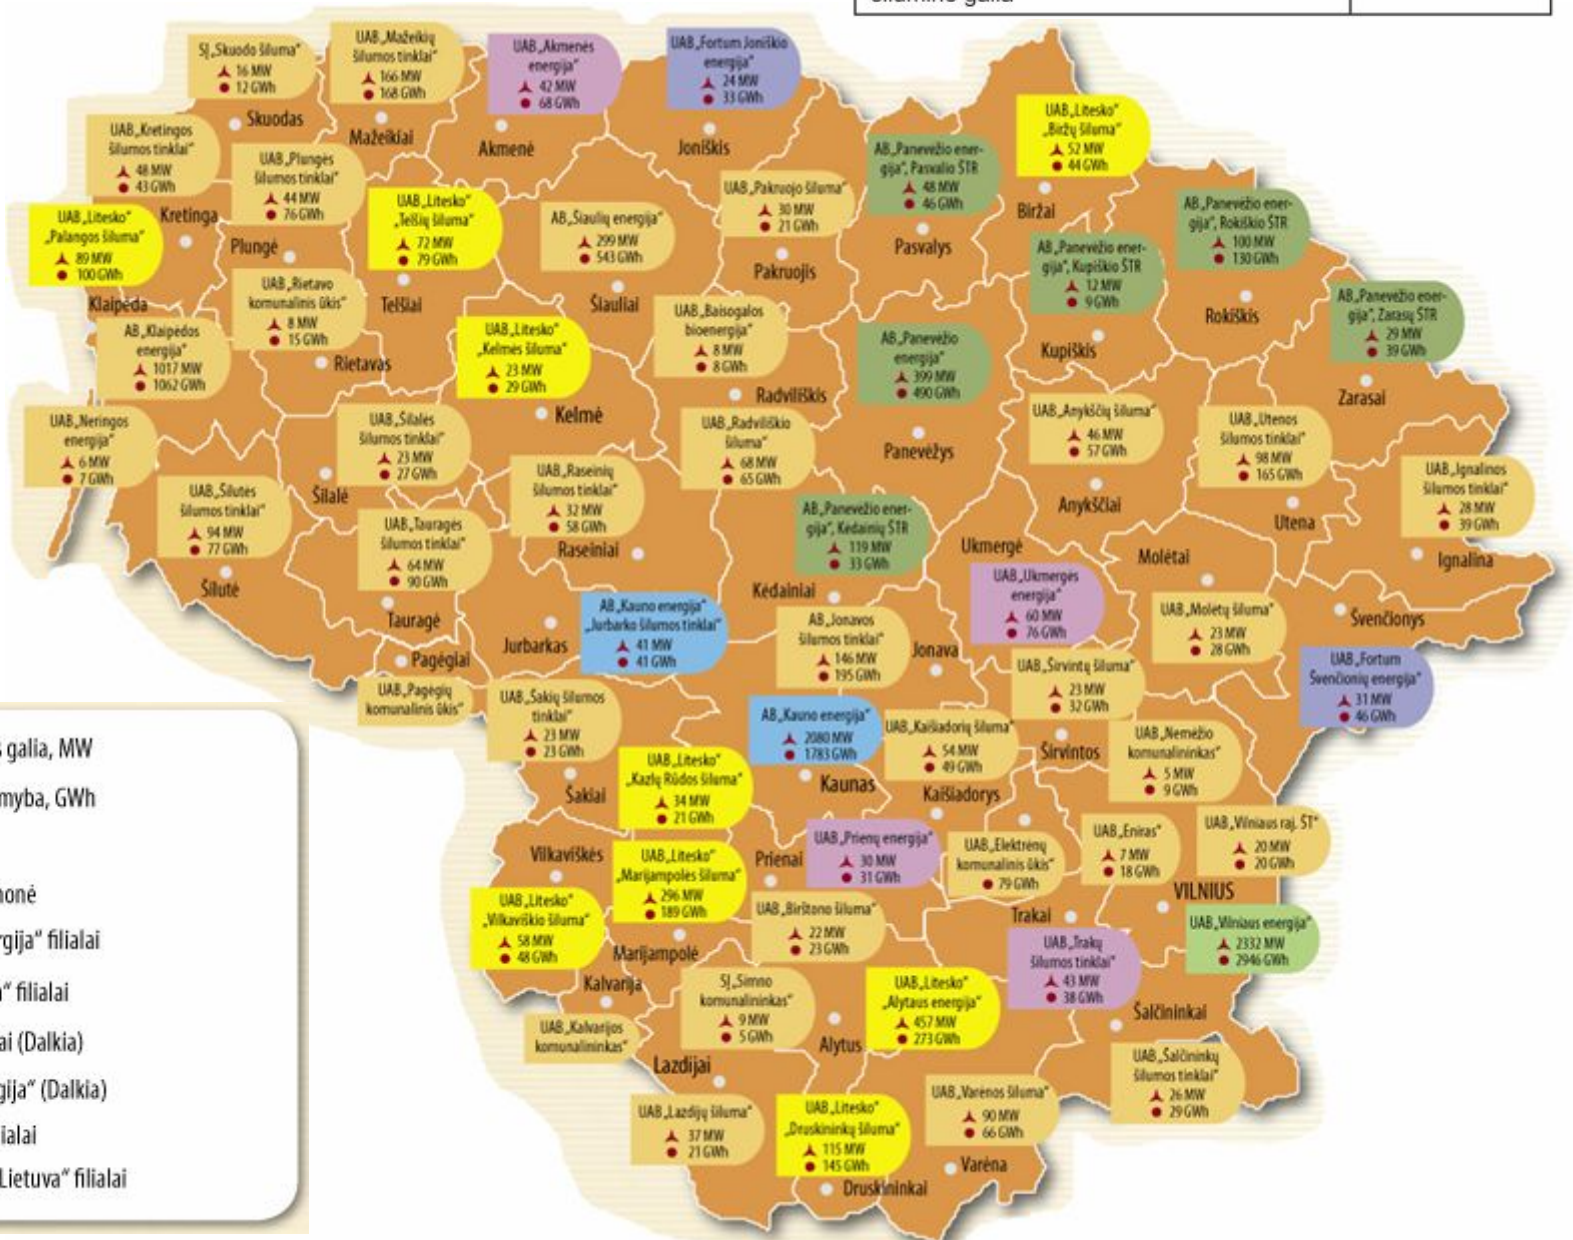 SĮ „Skuodo šiluma“
16 MW
12 GWh
Skuodas
UAB „Mažeikių
šilumos tinklai“
166 MW
168 GWh
Mažeikiai
UAB „Akmenės
energija“
42 MW
68 GWh
Akmenė
UAB „Fortum Joniškio
energija“
24 MW
33 GWh
Joniškis
UAB „Litesko“
„Biržų šiluma“
52 MW
44 GWh
Biržai
UAB „Kretingos
šilumos tinklai“
48 MW
43 GWh
Kretinga
UAB „Plungės
šilumos tinklai“
44 MW
76 GWh
Plungė
UAB „Litesko“
„Telšių šiluma“
72 MW
79 GWh
Telšiai
AB „Šiaulių energija“
299 MW
543 GWh
Šiauliai
UAB „Pakruojo šiluma“
30 MW
21 GWh
Pakruojis
AB „Panevėžio ener-
gija“, Pasvalio ŠTR
48 MW
46 GWh
Pasvalys
AB „Panevėžio ener-
gija“, Kupiškio ŠTR
12 MW
9 GWh
Kupiškis
AB „Panevėžio ener-
gija“, Rokiškio ŠTR
100 MW
130 GWh
Rokiškis
AB „Panevėžio ener-
gija“, Zarasų ŠTR
29 MW
39 GWh
Zarasai
UAB „Litesko“
„Palangos šiluma“
89 MW
100 GWh
Klaipėda
AB „Klaipėdos
energija“
1017 MW
1062 GWh
UAB „Rietavo
komunalinis ūkis“
8 MW
15 GWh
Rietavas
UAB „Litesko“
„Kelmės šiluma“
23 MW
29 GWh
Kelmė
UAB „Baisogalos
bioenergija“
8 MW
8 GWh
Radviliškis
AB „Panevėžio
energija“
399 MW
490 GWh
Panevėžys
UAB „Neringos
energija“
6 MW
7 GWh
UAB „Šilutės
šilumos tinklai“
94 MW
77 GWh
Šilutė
UAB „Šilalės
šilumos tinklai“
23 MW
27 GWh
Šilalė
UAB „Raseinių
šilumos tinklai“
32 MW
58 GWh
Raseiniai
UAB „Radviliškio
šiluma“
68 MW
65 GWh
UAB „Anykščių šiluma“
46 MW
57 GWh
Anykščiai
UAB „Utenos
šilumos tinklai“
98 MW
165 GWh
Utena
UAB „Ignalinos
šilumos tinklai“
28 MW
39 GWh
Ignalina
UAB „Tauragės
šilumos tinklai“
64 MW
90 GWh
Tauragė
AB „Panevėžio ener-
gija“, Kėdainių ŠTR
119 MW
33 GWh
Kėdainiai
Ukmergė
UAB „Ukmergės
energija“
60 MW
76 GWh
Molėtai
UAB „Molėtų šiluma“
23 MW
28 GWh
Švenčionys
UAB „Fortum
Švenčionių energija“
31 MW
46 GWh
Jurbarkas
AB „Kauno energija“
„Jurbarko šilumos tinklai“
41 MW
41 GWh
AB „Jonavos
šilumos tinklai“
146 MW
195 GWh
Jonava
UAB „Širvintų šiluma“
23 MW
32 GWh
Širvintos
Pagėgiai
UAB „Pagėgių
komunalinis ūkis“
UAB „Šakių šilumos
tinklai“
23 MW
23 GWh
Šakiai
AB „Kauno energija“
2080 MW
1783 GWh
Kaunas
UAB „Kaišiadorių šiluma“
54 MW
49 GWh
Kaišiadorys
UAB „Nemėžio
komunalininkas“
5 MW
9 GWh
UAB „Litesko“
„Kazlų Rūdos šiluma“
34 MW
21 GWh
Vilkaviškės
UAB „Litesko“
„Marijampolės šiluma“
296 MW
189 GWh
Marijampolė
Prienai
UAB „Prienų energija“
30 MW
31 GWh
UAB „Elektrėnų
komunalinis ūkis“
79 GWh
UAB „Eniras“
7 MW
18 GWh
UAB „Vilniaus raj. ŠT“
20 MW
20 GWh
VILNIUS
UAB „Litesko“
„Vilkaviškio šiluma“
58 MW
48 GWh
UAB „Birštono šiluma“
22 MW
23 GWh
Trakai
UAB „Trakų
šilumos tinklai“
43 MW
38 GWh
UAB „Vilniaus energija“
2332 MW
2946 GWh
Kalvarija
UAB „Kalvarijos
komunalininkas“
SĮ „Simno
komunalininkas“
9 MW
5 GWh
Alytus
UAB „Litesko“
„Alytaus energija“
457 MW
273 GWh
Šalčininkai
UAB „Šalčininkų
šilumos tinklai“
26 MW
29 GWh
Lazdijai
UAB „Lazdijų šiluma“
37 MW
21 GWh
UAB „Litesko“
„Druskininkų šiluma“
115 MW
145 GWh
Druskininkai
UAB „Varėnos šiluma“
90 MW
66 GWh
Varėna
galia, MW
GWh
filialai
filialai
(Dalkia)
(Dalkia)
Lietuva“ filialai